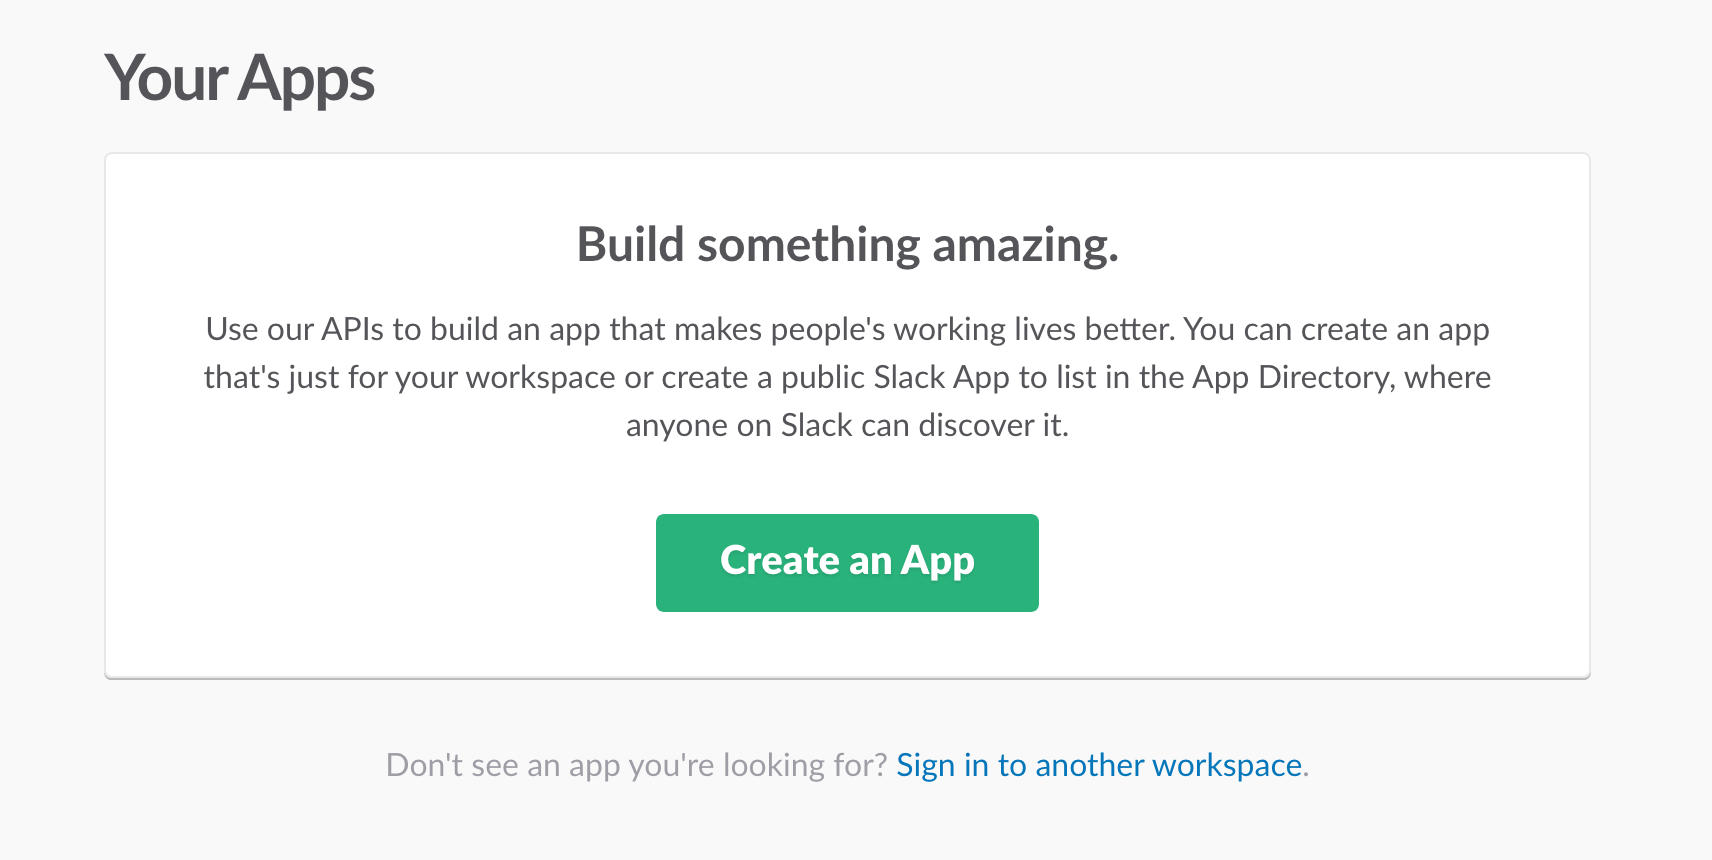 Your Apps
Build something amazing.
Use our APIs to build an app that makes people's working lives better. You can create an app
that's just for your workspace or create a public Slack App to list in the App Directory, where
anyone on Slack can discover it.
Create an App
Don't see an app you're looking for? Sign in to another workspace.